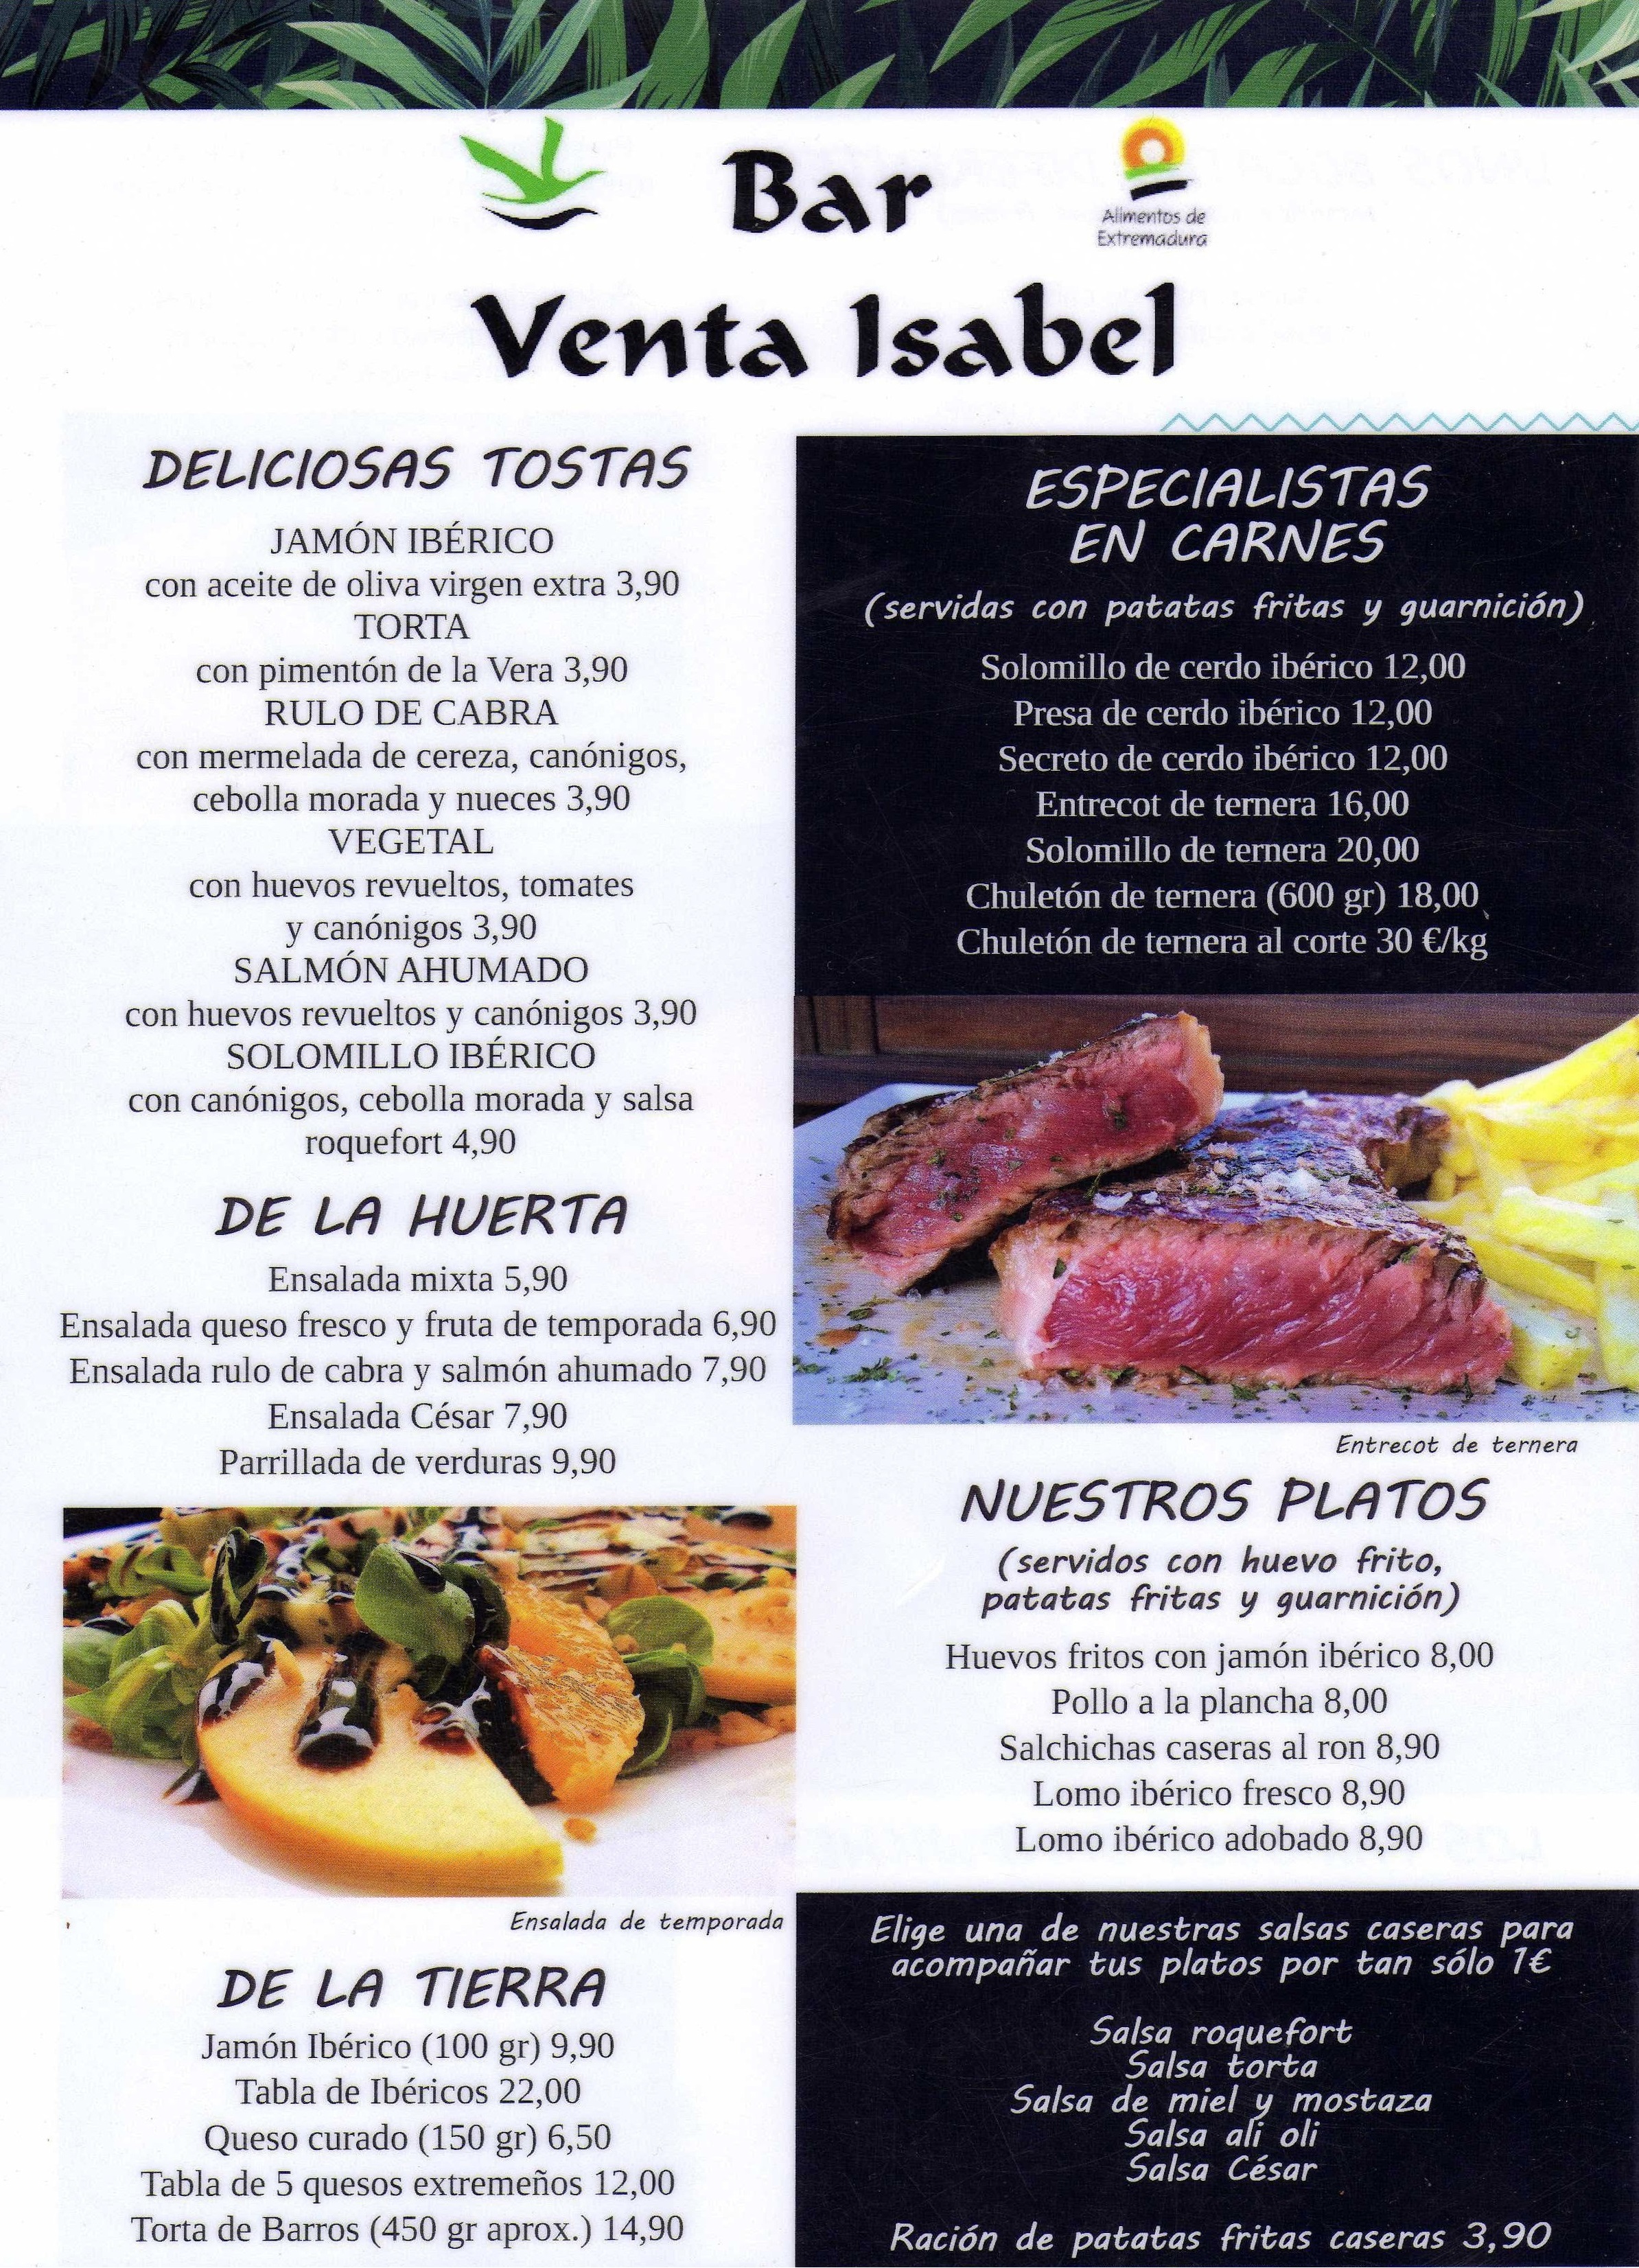 Bar
Alimentos de
Extremadura
Venta Isabel
DELICIOSAS TOSTAS
JAMÓN IBÉRICO
con aceite de oliva virgen extra 3,90
TORTA
con pimentón de la Vera 3,90
RULO DE CABRA
con mermelada de cereza, canónigos,
cebolla morada y nueces 3,90
VEGETAL
con huevos revueltos, tomates
y canónigos 3,90
SALMÓN AHUMADO
con huevos revueltos y canónigos 3,90
SOLOMILLO IBÉRICO
con canónigos, cebolla morada y salsa
roquefort 4,90
DE LA HUERTA
Ensalada mixta 5,90
Ensalada queso fresco y fruta de temporada 6,90
Ensalada rulo de cabra y salmón ahumado 7,90
Ensalada César 7,90
Parrillada de verduras 9,90
Ensalada de temporada
DE LA TIERRA
Jamón Ibérico (100 gr) 9,90
Tabla de Ibéricos 22,00
Queso curado (150 gr) 6,50
Tabla de 5 quesos extremeños 12,00
Torta de Barros (450 gr aprox.) 14,90
ESPECIALISTAS
EN CARNES
(servidas con patatas fritas y guarnición)
Solomillo de cerdo ibérico 12,00
Presa de cerdo ibérico 12,00
Secreto de cerdo ibérico 12,00
Entrecot de ternera 16,00
Solomillo de ternera 20,00
Chuletón de ternera (600 gr) 18,00
Chuletón de ternera al corte 30 €/kg
Entrecot de ternera
NUESTROS PLATOS
(servidos con huevo frito,
patatas fritas y guarnición)
Huevos fritos con jamón ibérico 8,00
Pollo a la plancha 8,00
Salchichas caseras al ron 8,90
Lomo ibérico fresco 8,90
Lomo ibérico adobado 8,90
Elige una de nuestras salsas caseras para
acompañar tus platos por tan sólo 1€
Salsa roquefort
Salsa torta
Salsa de miel y mostaza
Salsa ali oli
Salsa César
Ración de patatas fritas caseras 3,90